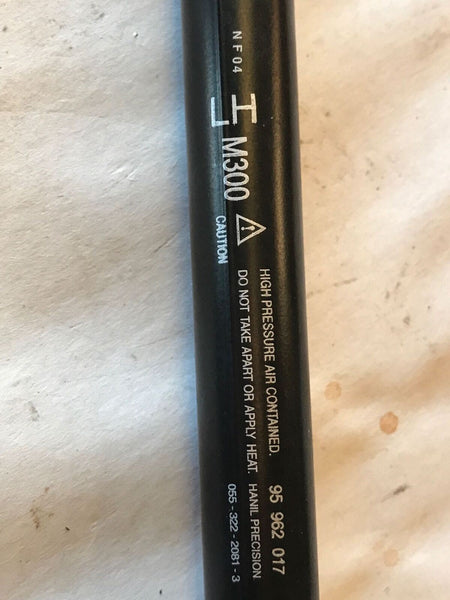 NF04
M300
CAUTION
HIGH PRESSURE AIR CONTAINED.
DO NOT TAKE APART OR APPLY HEAT.
95 962 017
HANIL PRECISION
055 - 322 - 2081 - 3